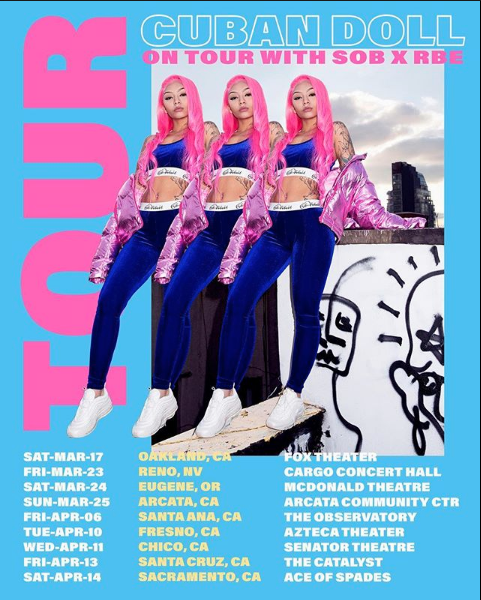 TOUR
CUBAN DOLL
ON TOUR WITH SOB X RBE
SAT-MAR-17 OAKLAND, CA FOX THEATER
FRI-MAR-23 RENO, NV CARGO CONCERT HALL
SAT-MAR-24 EUGENE, OR MCDONALD THEATRE
SUN-MAR-25 ARCATA, CA ARCATA COMMUNITY CTR
FRI-APR-06 SANTA ANA, CA THE OBSERVATORY
TUE-APR-10 FRESNO, CA AZTECA THEATER
WED-APR-11 CHICO, CA SENATOR THEATRE
FRI-APR-13 SANTA CRUZ, CA THE CATALYST
SAT-APR-14 SACRAMENTO, CA ACE OF SPADES